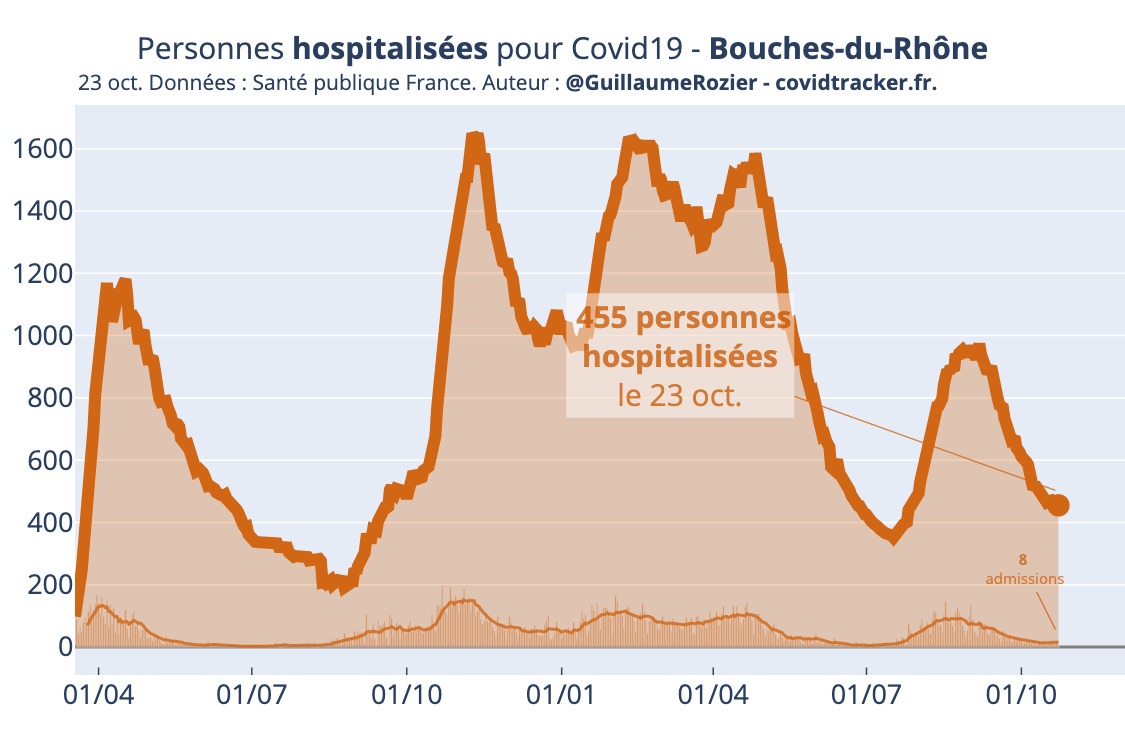 Personnes hospitalisées pour Covid19 - Bouches-du-Rhône
23 oct. Données : Santé publique France. Auteur : @GuillaumeRozier - covidtracker.fr.
1600
1400
1200
1000
800
600
400
200
0
455 personnes
hospitalisées
le 23 oct.
8
admissions
01/04 01/07 01/10 01/01 01/04 01/07 01/10